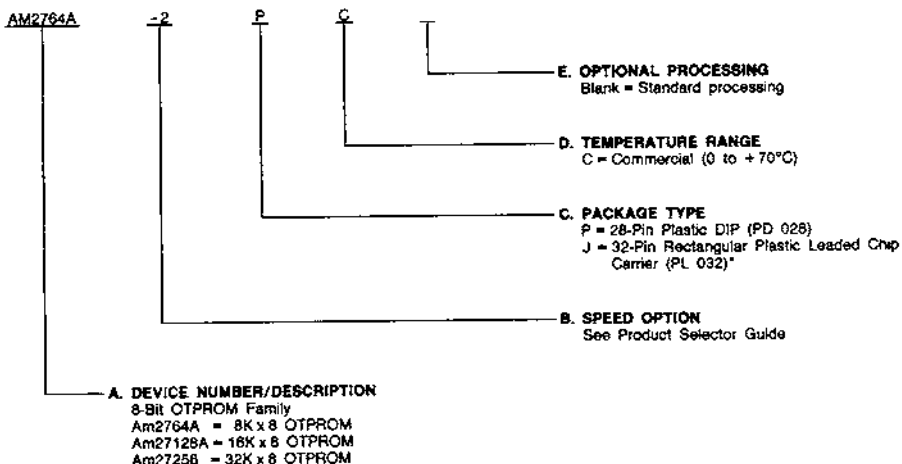 AM2764A -2 P C
E. OPTIONAL PROCESSING
Blank = Standard processing
D. TEMPERATURE RANGE
C = Commercial (0 to +70°C)
C. PACKAGE TYPE
P = 28-Pin Plastic DIP (PD 028)
J = 32-Pin Rectangular Plastic Leaded Chip
Carrier (PL 032)*
B. SPEED OPTION
See Product Selector Guide
A. DEVICE NUMBER/DESCRIPTION
8-Bit OTPROM Family
Am2764A = 8K x 8 OTPROM
Am27128A = 16K x 8 OTPROM
Am27256 = 32K x 8 OTPROM